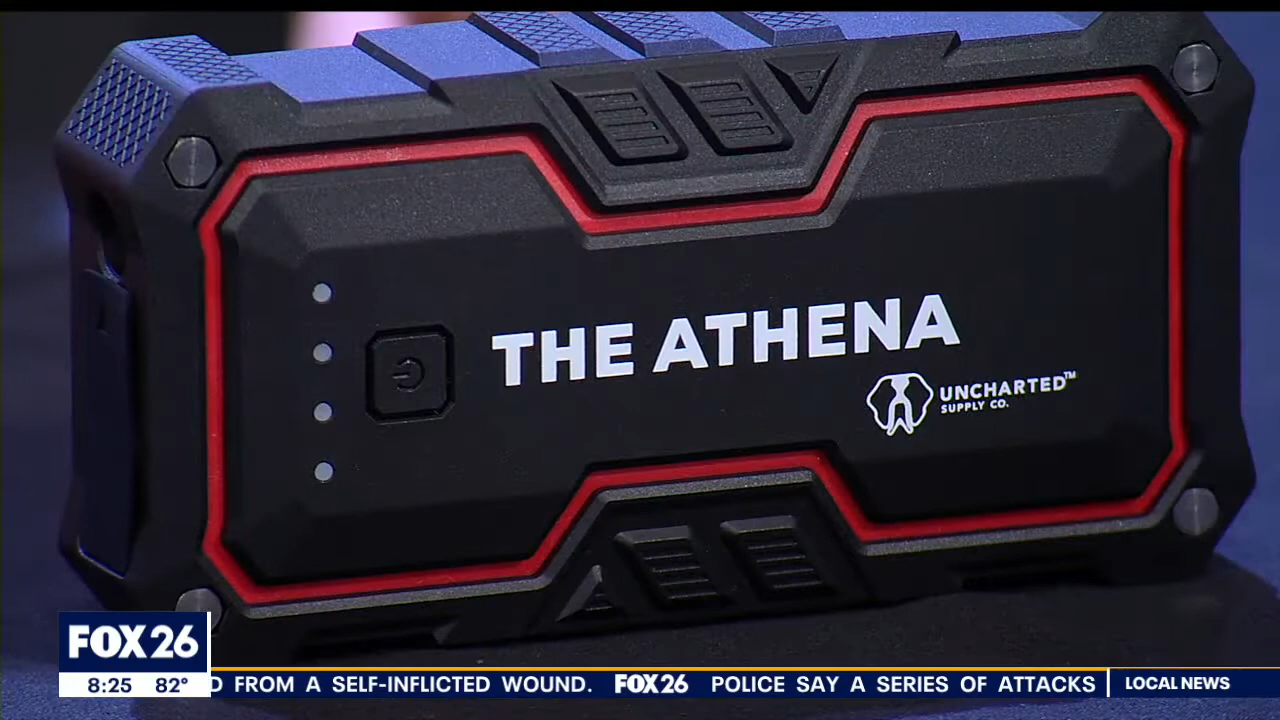 THE ATHENA
UNCHARTED™
SUPPLY CO.
FOX 26
8:25 82°
D FROM A SELF-INFLICTED WOUND. FOX 26 POLICE SAY A SERIES OF ATTACKS
LOCAL NEWS